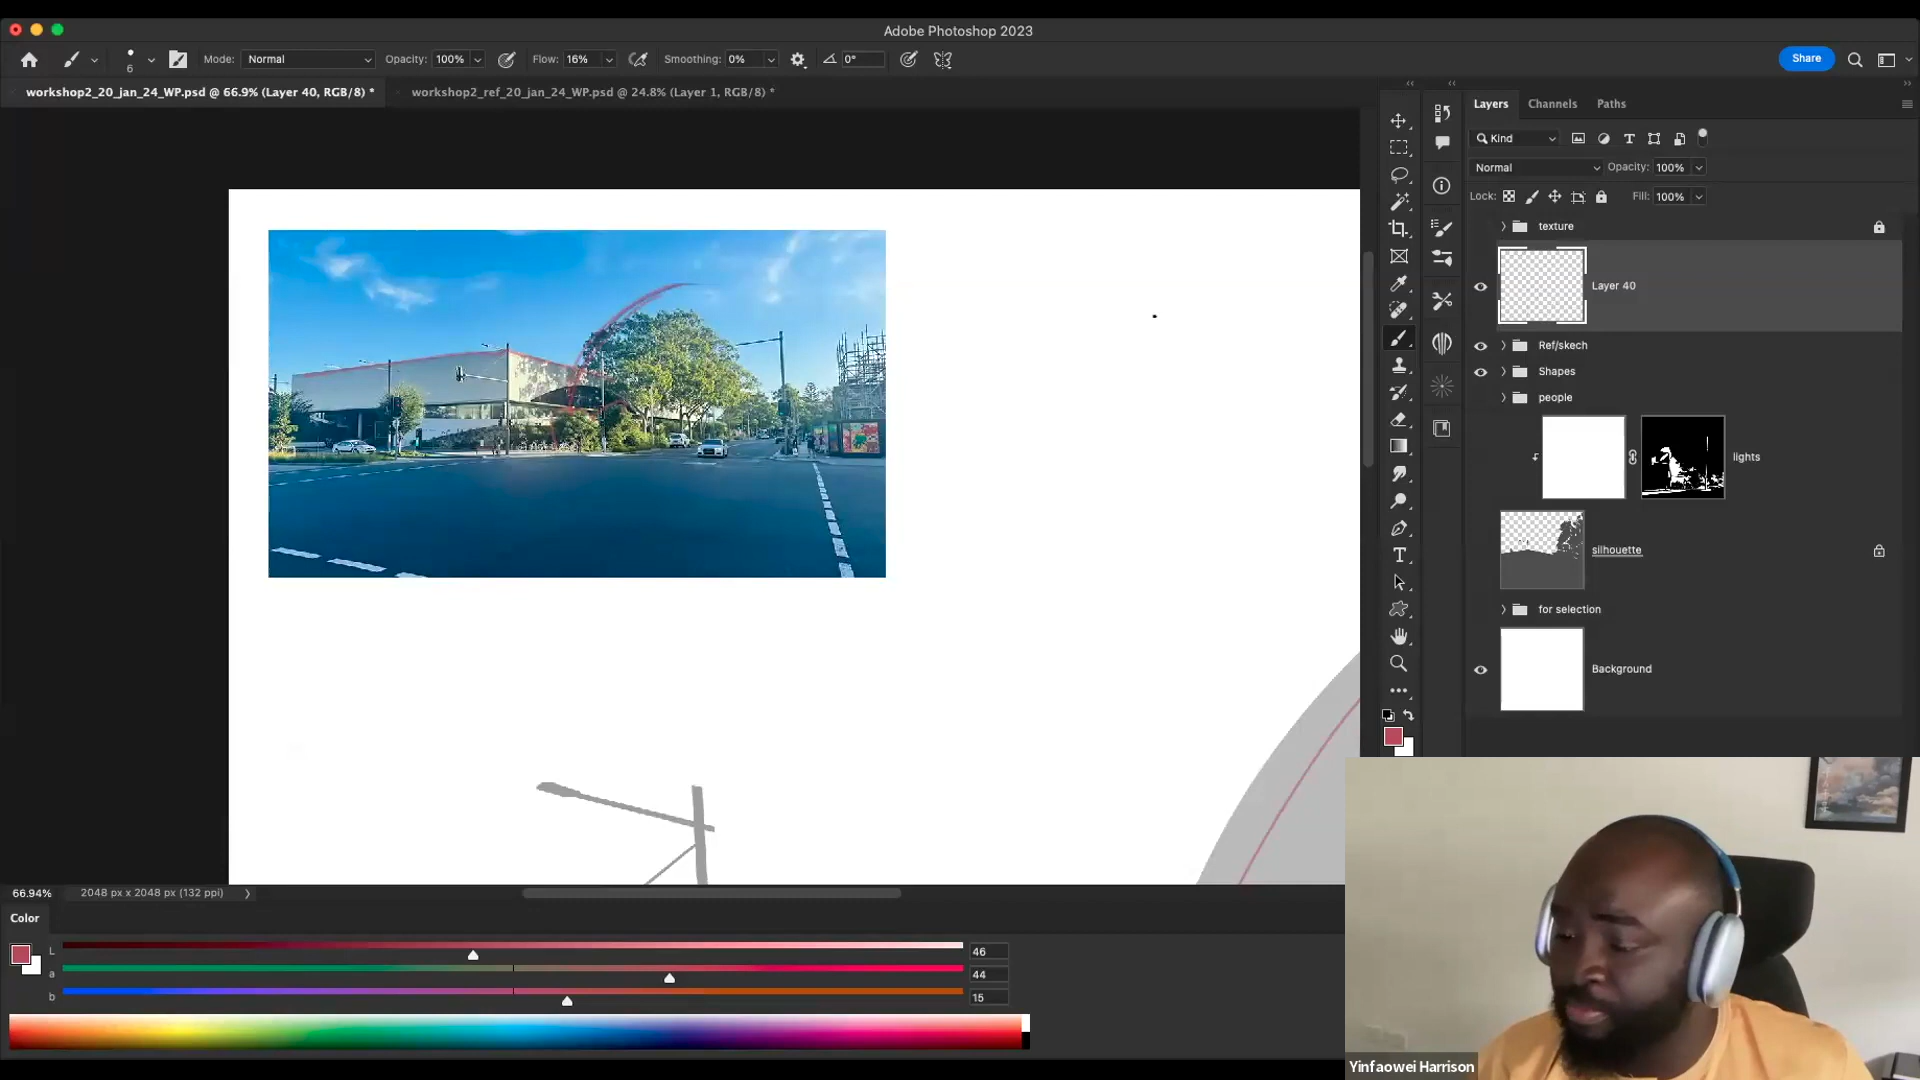 Adobe Photoshop 2023
6
Mode: Normal
Opacity: 100%
Flow: 16%
Smoothing: 0%
0°
Share
workshop2_20_jan_24_WP.psd @ 66.9% (Layer 40, RGB/8) *
workshop2_ref_20_jan_24_WP.psd @ 24.8% (Layer 1, RGB/8) *
Layers
Channels
Paths
Kind
Normal
Opacity: 100%
Lock:
Fill: 100%
texture
Layer 40
Ref/skech
Shapes
people
lights
silhouette
for selection
Background
66.94%
2048 px x 2048 px (132 ppi)
Color
L
46
a
44
b
15
Yinfaowei Harrison